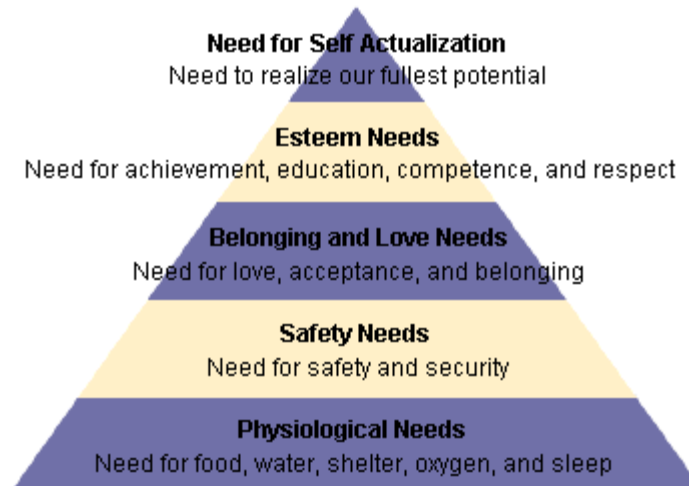 Need for Self Actualization
Need to realize our fullest potential
Esteem Needs
Need for achievement, education, competence, and respect
Belonging and Love Needs
Need for love, acceptance, and belonging
Safety Needs
Need for safety and security
Physiological Needs
Need for food, water, shelter, oxygen, and sleep